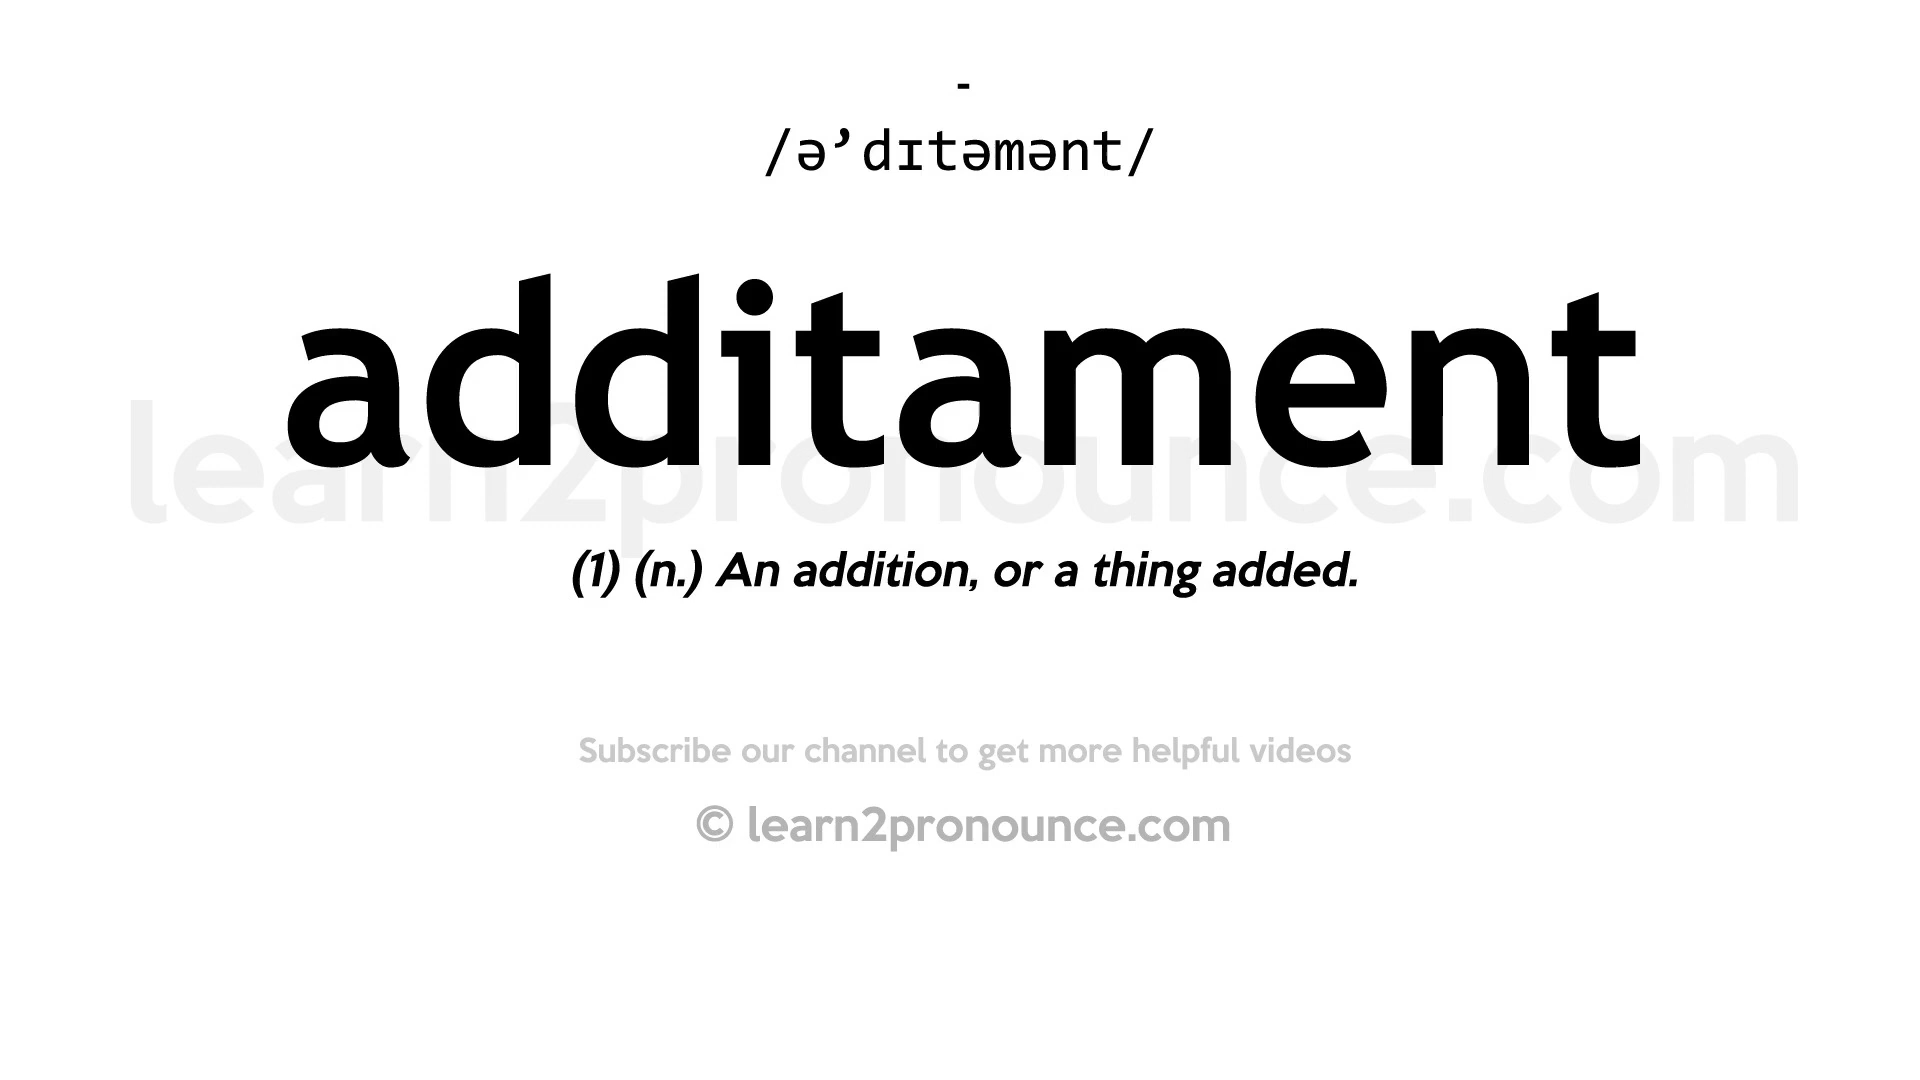 -
/ə’dɪtəmənt/
additament
learn2pronounce.com
(1) (n.) An addition, or a thing added.
Subscribe our channel to get more helpful videos
© learn2pronounce.com